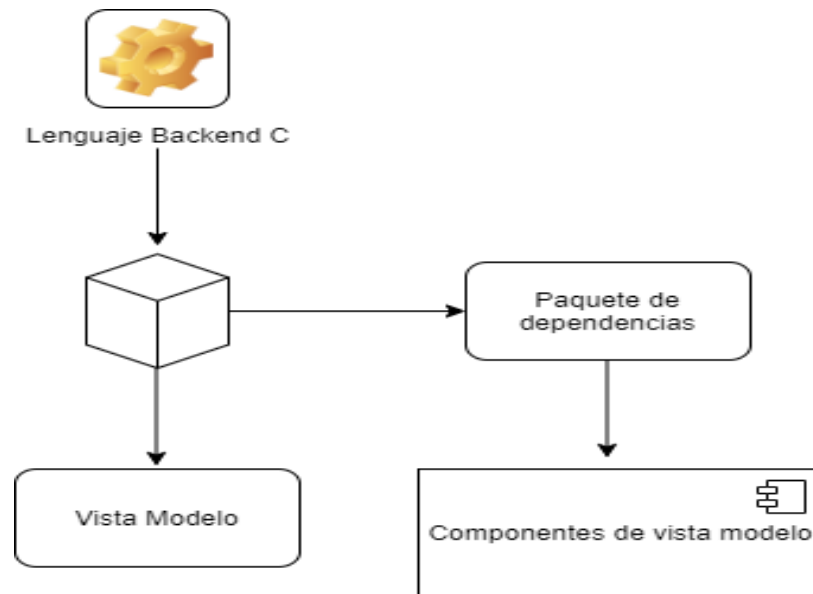 Lenguaje Backend C
Paquete de
dependencias
Vista Modelo
Componentes de vista modelo